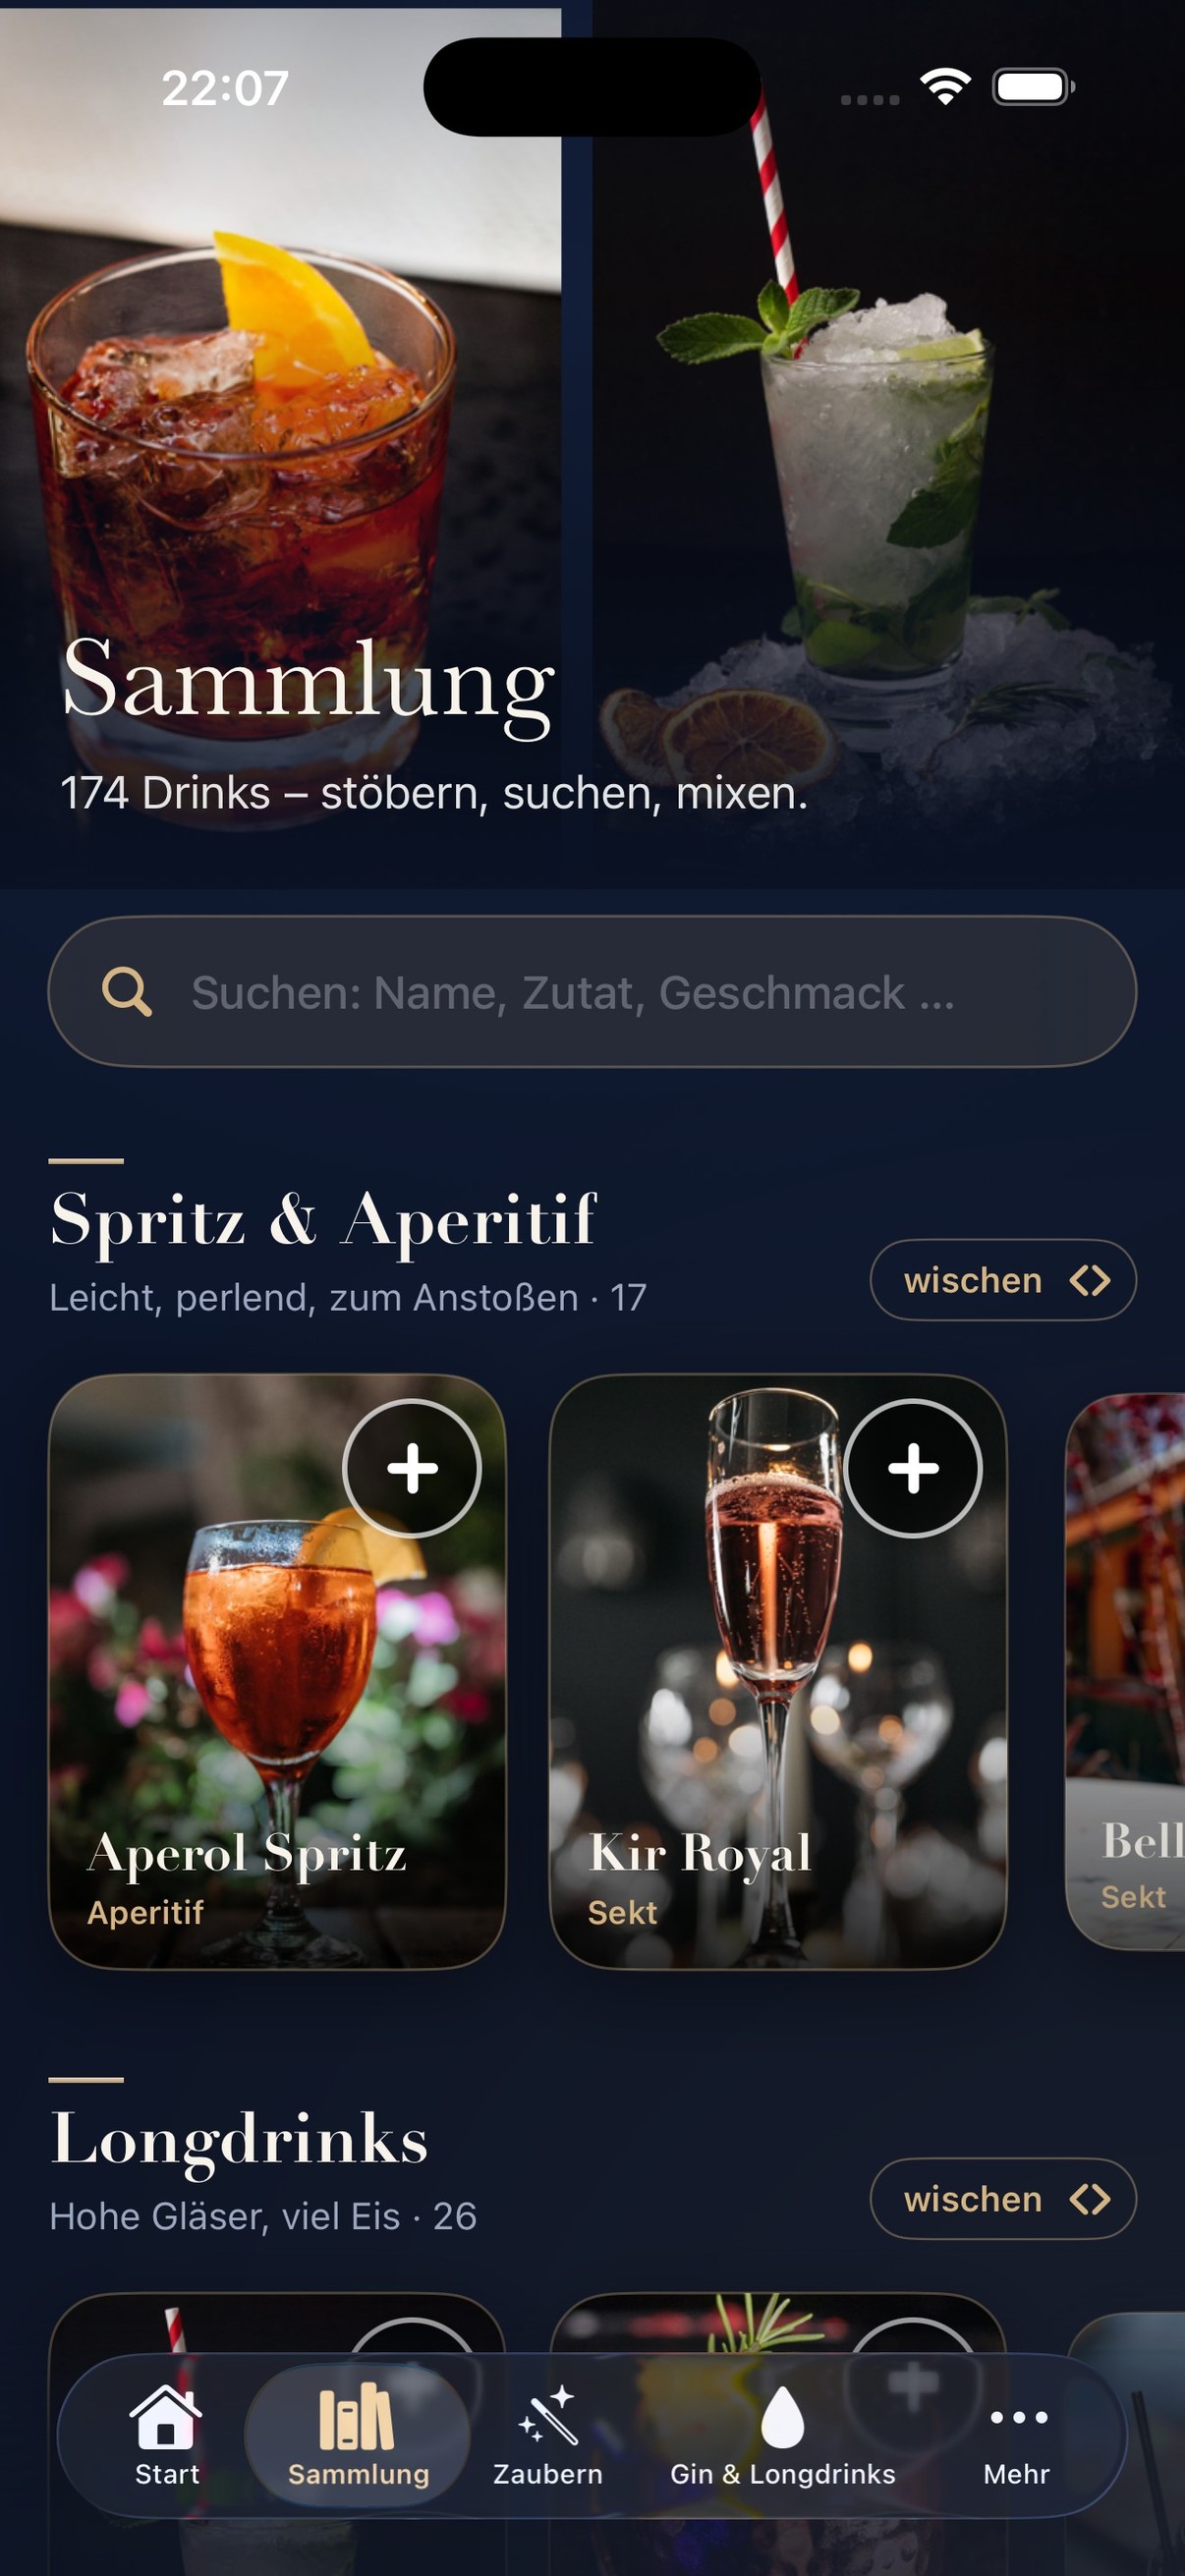 22:07
Sammlung
174 Drinks – stöbern, suchen, mixen.
Suchen: Name, Zutat, Geschmack ...
Spritz & Aperitif
Leicht, perlend, zum Anstoßen · 17
wischen
Aperol Spritz
Aperitif
Kir Royal
Sekt
Bell
Sekt
Longdrinks
Hohe Gläser, viel Eis · 26
wischen
Start
Sammlung
Zaubern
Gin & Longdrinks
Mehr